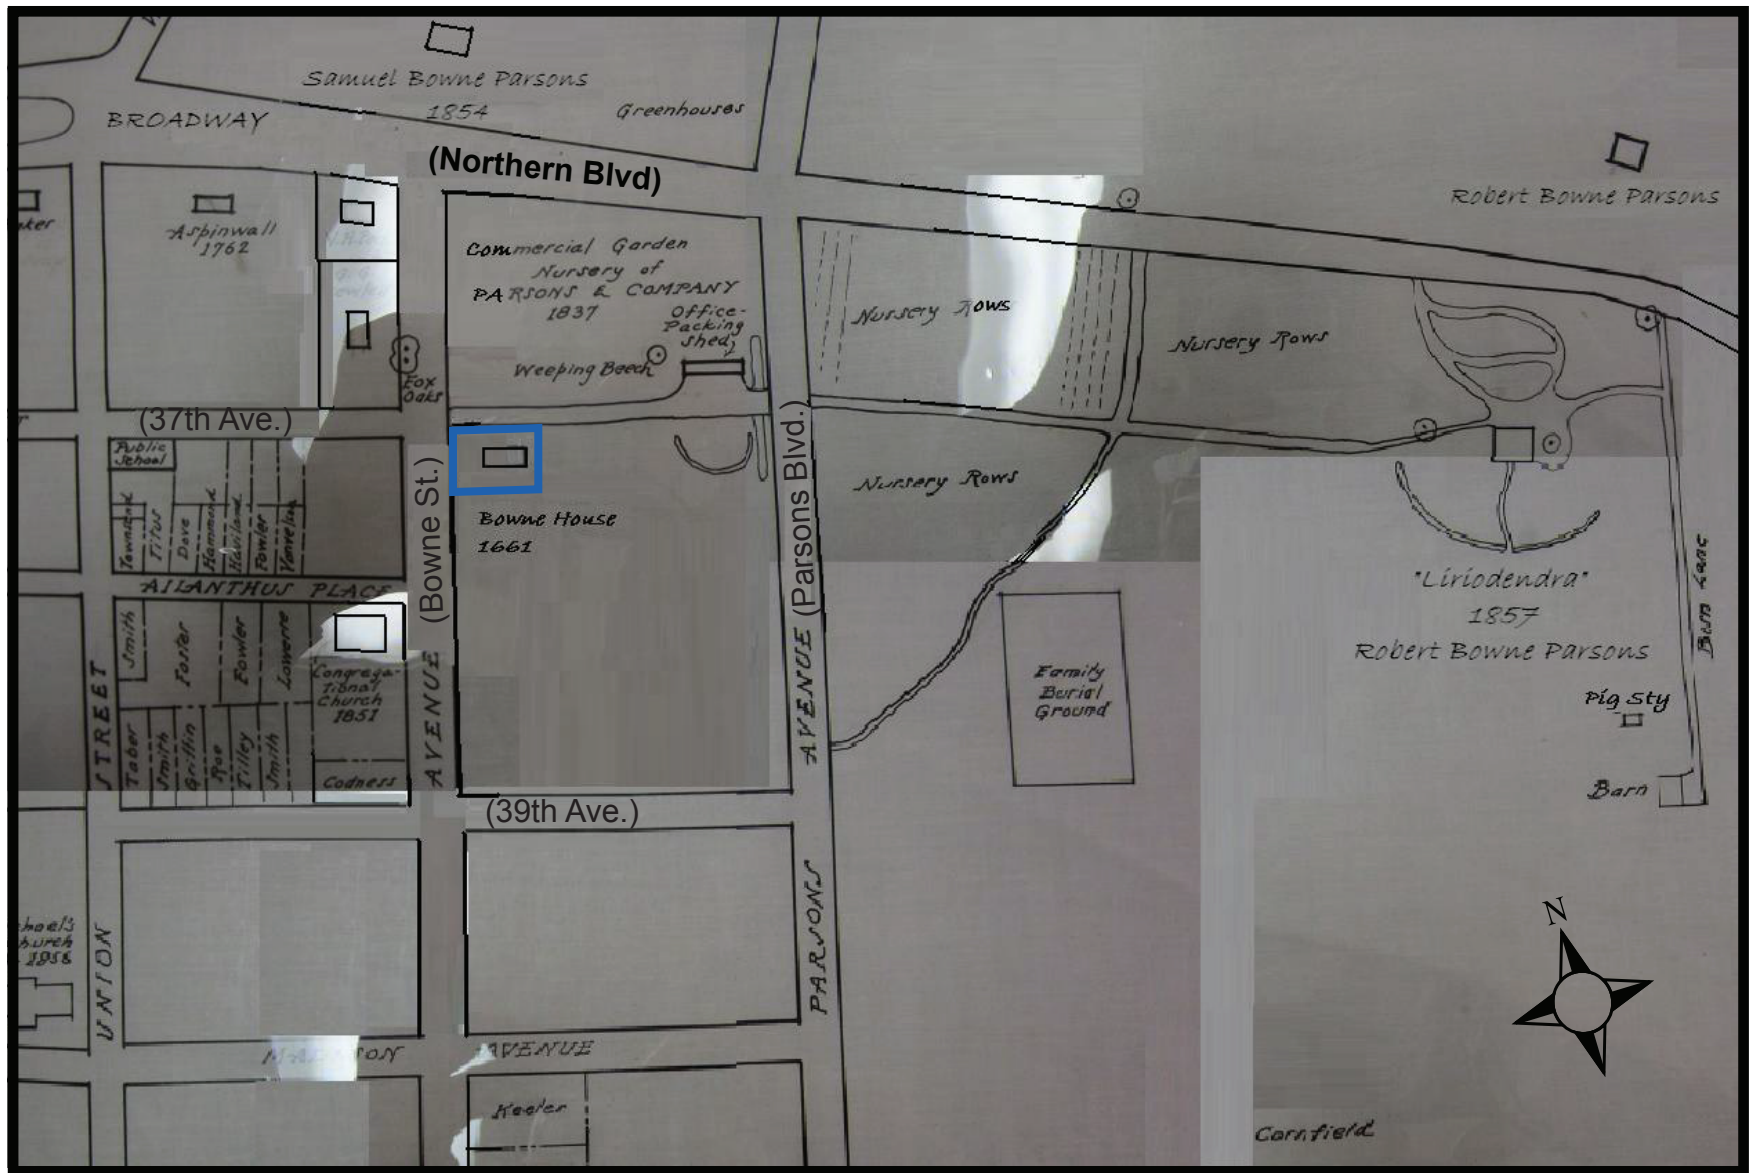 Samuel Bowne Parsons
1854
Greenhouses
BROADWAY
(Northern Blvd)
Robert Bowne Parsons
Aspinwall
1762
Commercial Garden
Nursery of
PARSONS & COMPANY
1837
Office-
Packing
shed
Weeping Beech
Fox
Oaks
Nursery Rows
Nursery Rows
(37th Ave.)
Public
School
Townsend
Titus
Dove
Hammond
Haviland
Fowler
Bowne House
1661
Nursery Rows
(Bowne St.)
(Parsons Blvd.)
AILANTHUS PLACE
Smith
Foster
Fowler
Lowerre
Congrega-
tional
Church
1851
Taber
Smith
Griffin
Roe
Tilley
Smith
Codness
STREET
AVENUE
AVENUE
Family
Burial
Ground
"Liriodendra"
1857
Robert Bowne Parsons
Barn Lane
Pig Sty
Barn
(39th Ave.)
UNION
PARSONS
N
AVENUE
Keeler
Cornfield